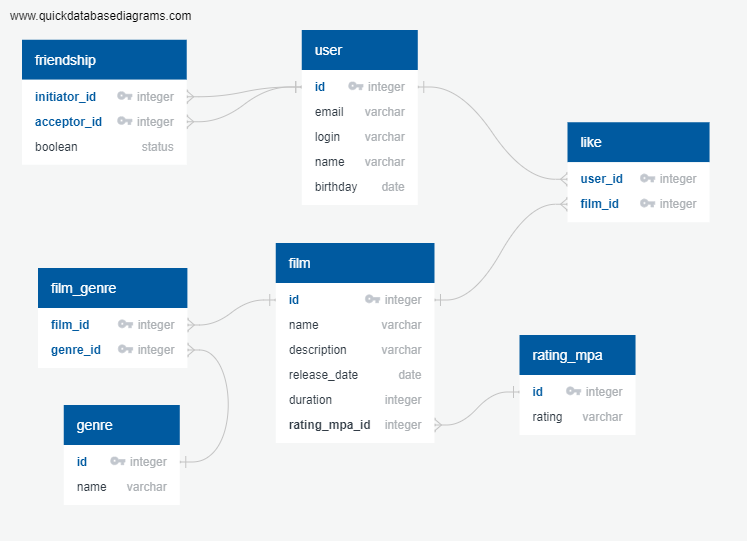 www.quickdatabasediagrams.com
friendship
initiator_id integer
acceptor_id integer
boolean status
user
id integer
email varchar
login varchar
name varchar
birthday date
like
user_id integer
film_id integer
film_genre
film_id integer
genre_id integer
film
id integer
name varchar
description varchar
release_date date
duration integer
rating_mpa_id integer
rating_mpa
id integer
rating varchar
genre
id integer
name varchar